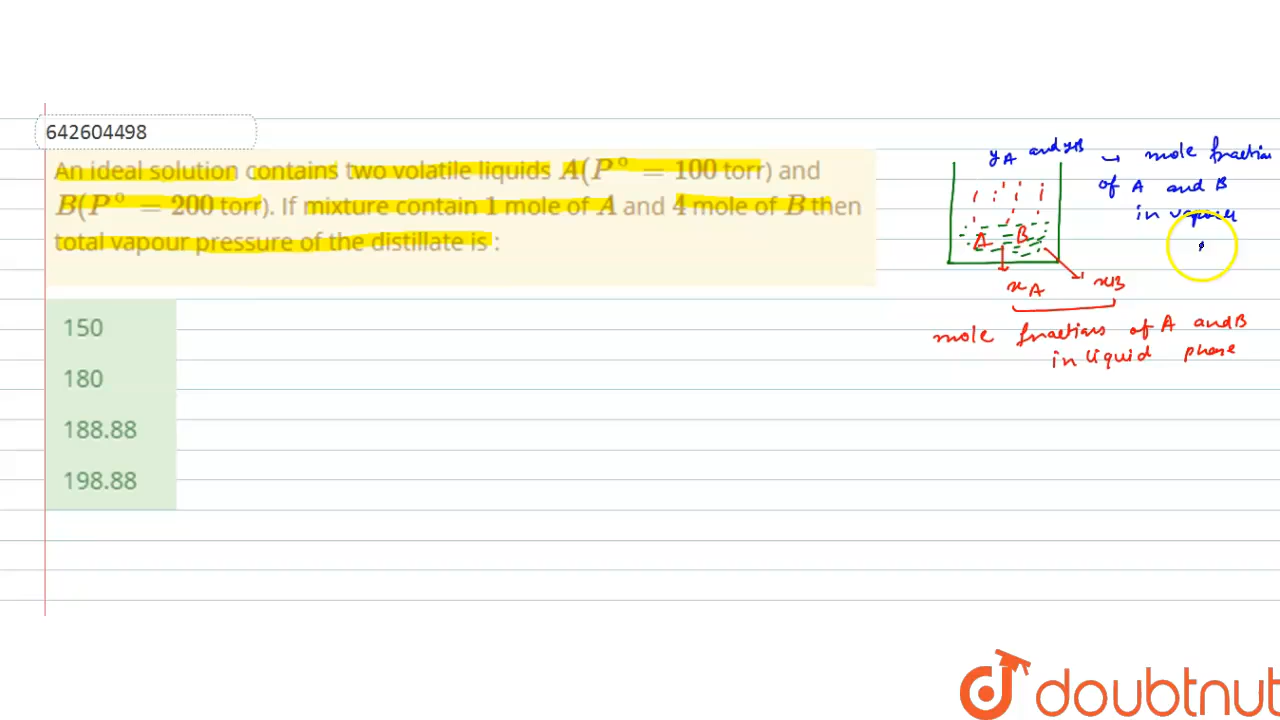 642604498
An ideal solution contains two volatile liquids A(P° = 100 torr) and
B(P° = 200 torr). If mixture contain 1 mole of A and 4 mole of B then
total vapour pressure of the distillate is :
150
180
188.88
198.88
yA and yB → mole fraction
of A and B
in vapour
A B
xA xB
mole fractions of A and B
in liquid phase
doubtnut